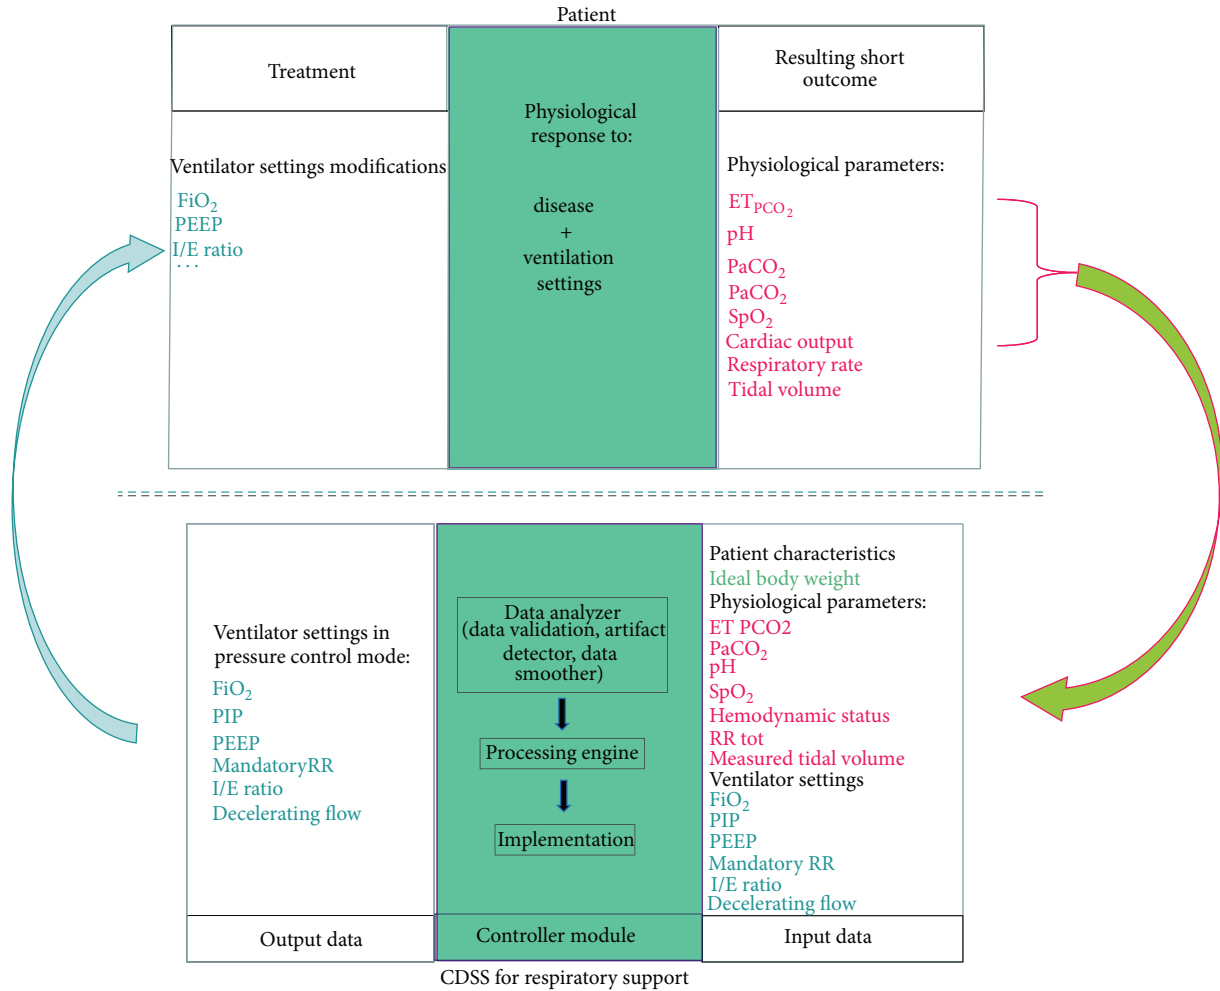 Patient
Treatment
Ventilator settings modifications
FiO₂
PEEP
I/E ratio
...
Physiological
response to:
disease
+
ventilation
settings
Resulting short
outcome
Physiological parameters:
ET_PCO₂
pH
PaCO₂
PaCO₂
SpO₂
Cardiac output
Respiratory rate
Tidal volume
Ventilator settings in
pressure control mode:
FiO₂
PIP
PEEP
MandatoryRR
I/E ratio
Decelerating flow
Output data
Data analyzer
(data validation, artifact
detector, data
smoother)
Processing engine
Implementation
Controller module
Patient characteristics
Ideal body weight
Physiological parameters:
ET PCO2
PaCO₂
pH
SpO₂
Hemodynamic status
RR tot
Measured tidal volume
Ventilator settings
FiO₂
PIP
PEEP
Mandatory RR
I/E ratio
Decelerating flow
Input data
CDSS for respiratory support